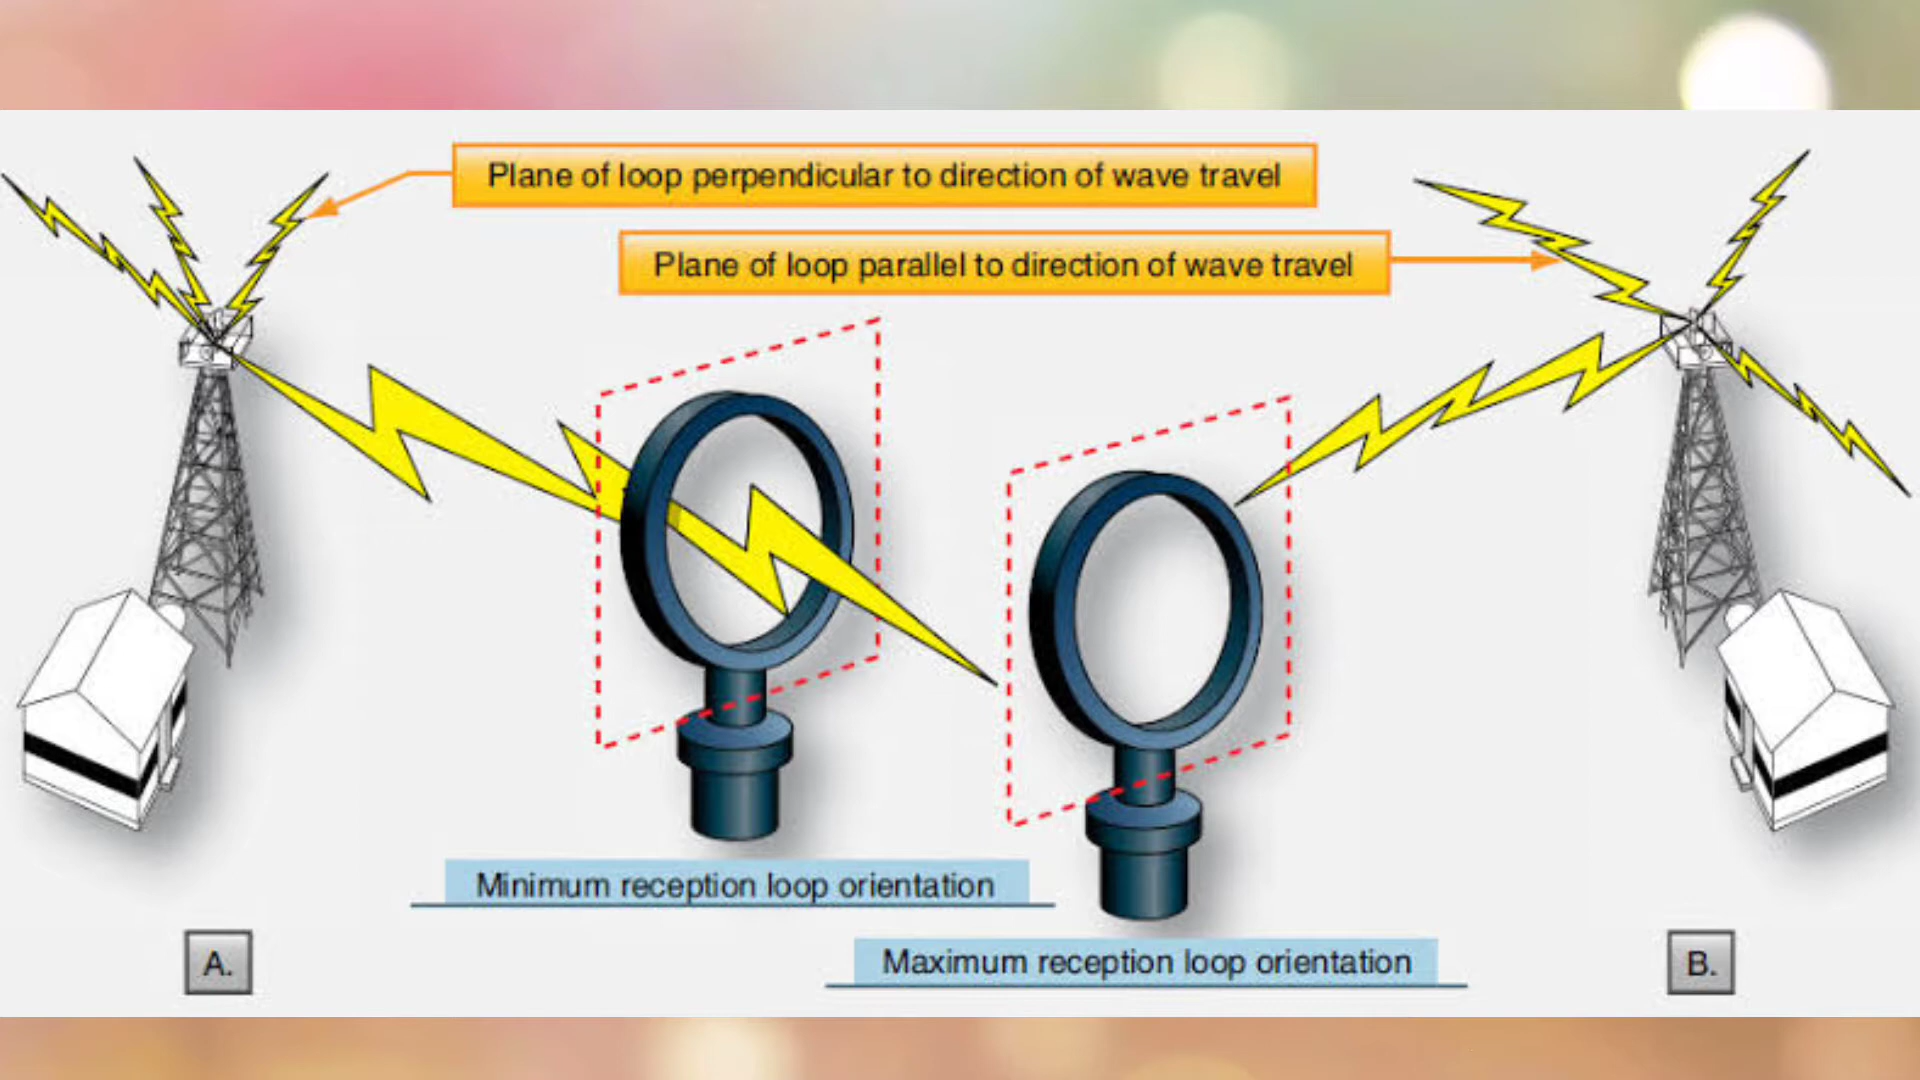 Plane of loop perpendicular to direction of wave travel
Plane of loop parallel to direction of wave travel
Minimum reception loop orientation
Maximum reception loop orientation
A.
B.